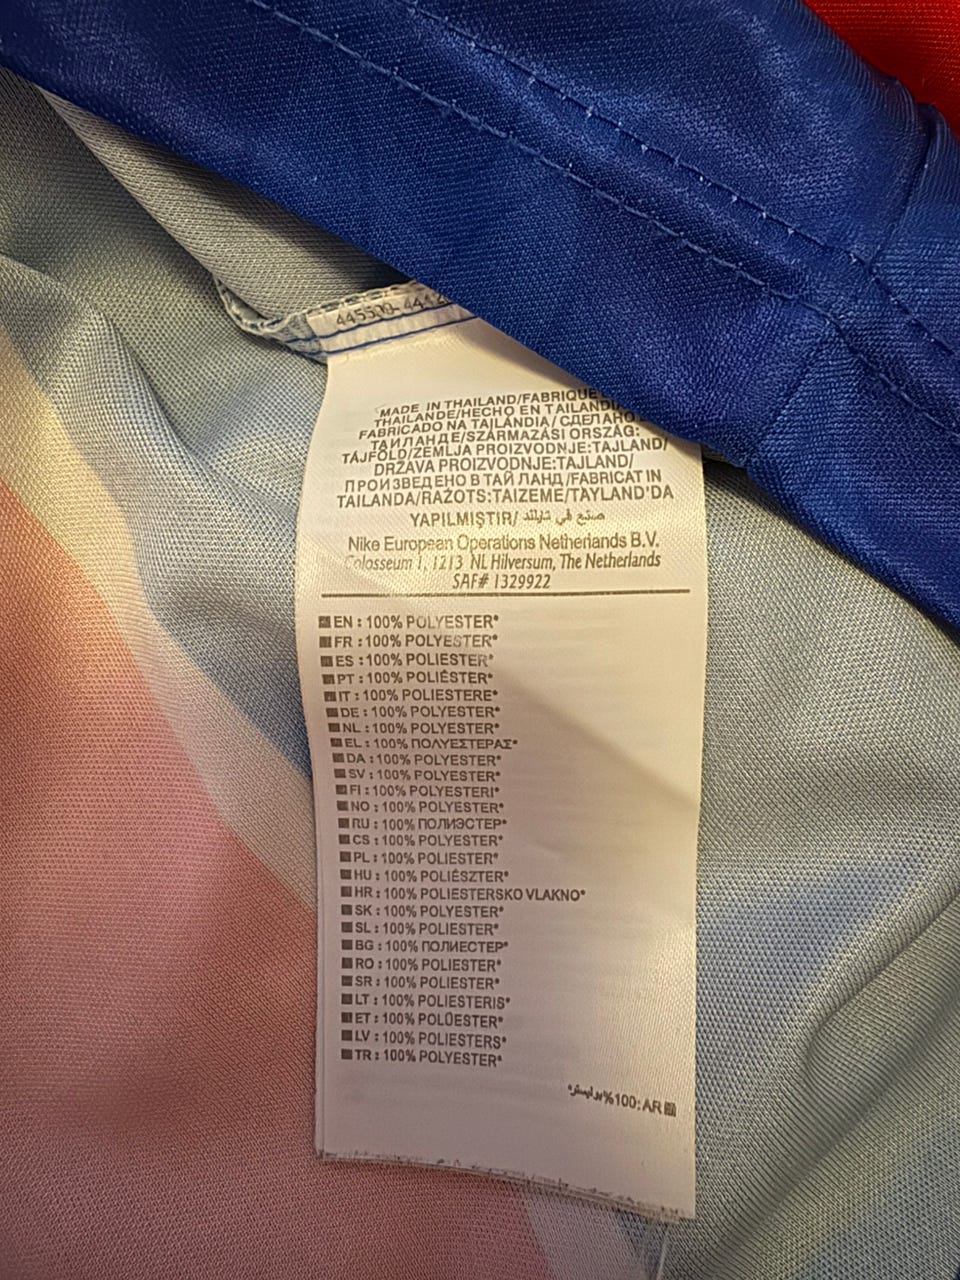 MADE IN THAILAND/FABRIQUE
THAILANDE/HECHO EN
FABRICADO NA TAJLÀNDIA/
ТАИЛАНДЕ/SZÁRMAZÁSI ORSZÁG:
TÁJFÖLD/ZEMLJA PROIZVODNJE:TAJLAND/
DRŽAVA PROIZVODNJE:TAJLAND/
ПРОИЗВЕДЕНО В ТАЙ ЛАНД /FABRICAT IN
TAILANDA/RAŽOTS:TAIZEME/TAYLAND'DA
YAPILMIŞTIR/ صنع في تايلاند
Nike European Operations Netherlands B.V.
Colosseum 1, 1213 NL Hilversum, The Netherlands
SAF# 1329922
EN : 100% POLYESTER*
FR : 100% POLYESTER*
ES : 100% POLIESTER*
PT : 100% POLIÉSTER*
IT : 100% POLIESTERE*
DE : 100% POLYESTER*
NL : 100% POLYESTER*
EL : 100% ΠΟΛΥΕΣΤΕΡΑΣ*
DA : 100% POLYESTER*
SV : 100% POLYESTER*
FI : 100% POLYESTERI*
NO : 100% POLYESTER*
RU : 100% ПОЛИЭСТЕР*
CS : 100% POLYESTER*
PL : 100% POLIESTER*
HU : 100% POLIÉSZTER*
HR : 100% POLIESTERSKO VLAKNO*
SK : 100% POLYESTER*
SL : 100% POLIESTER*
BG : 100% ПОЛИЕСТЕР*
RO : 100% POLIESTER*
SR : 100% POLIESTER*
LT : 100% POLIESTERIS*
ET : 100% POLÜESTER*
LV : 100% POLIESTERS*
TR : 100% POLYESTER*
AR :100% بوليستر*